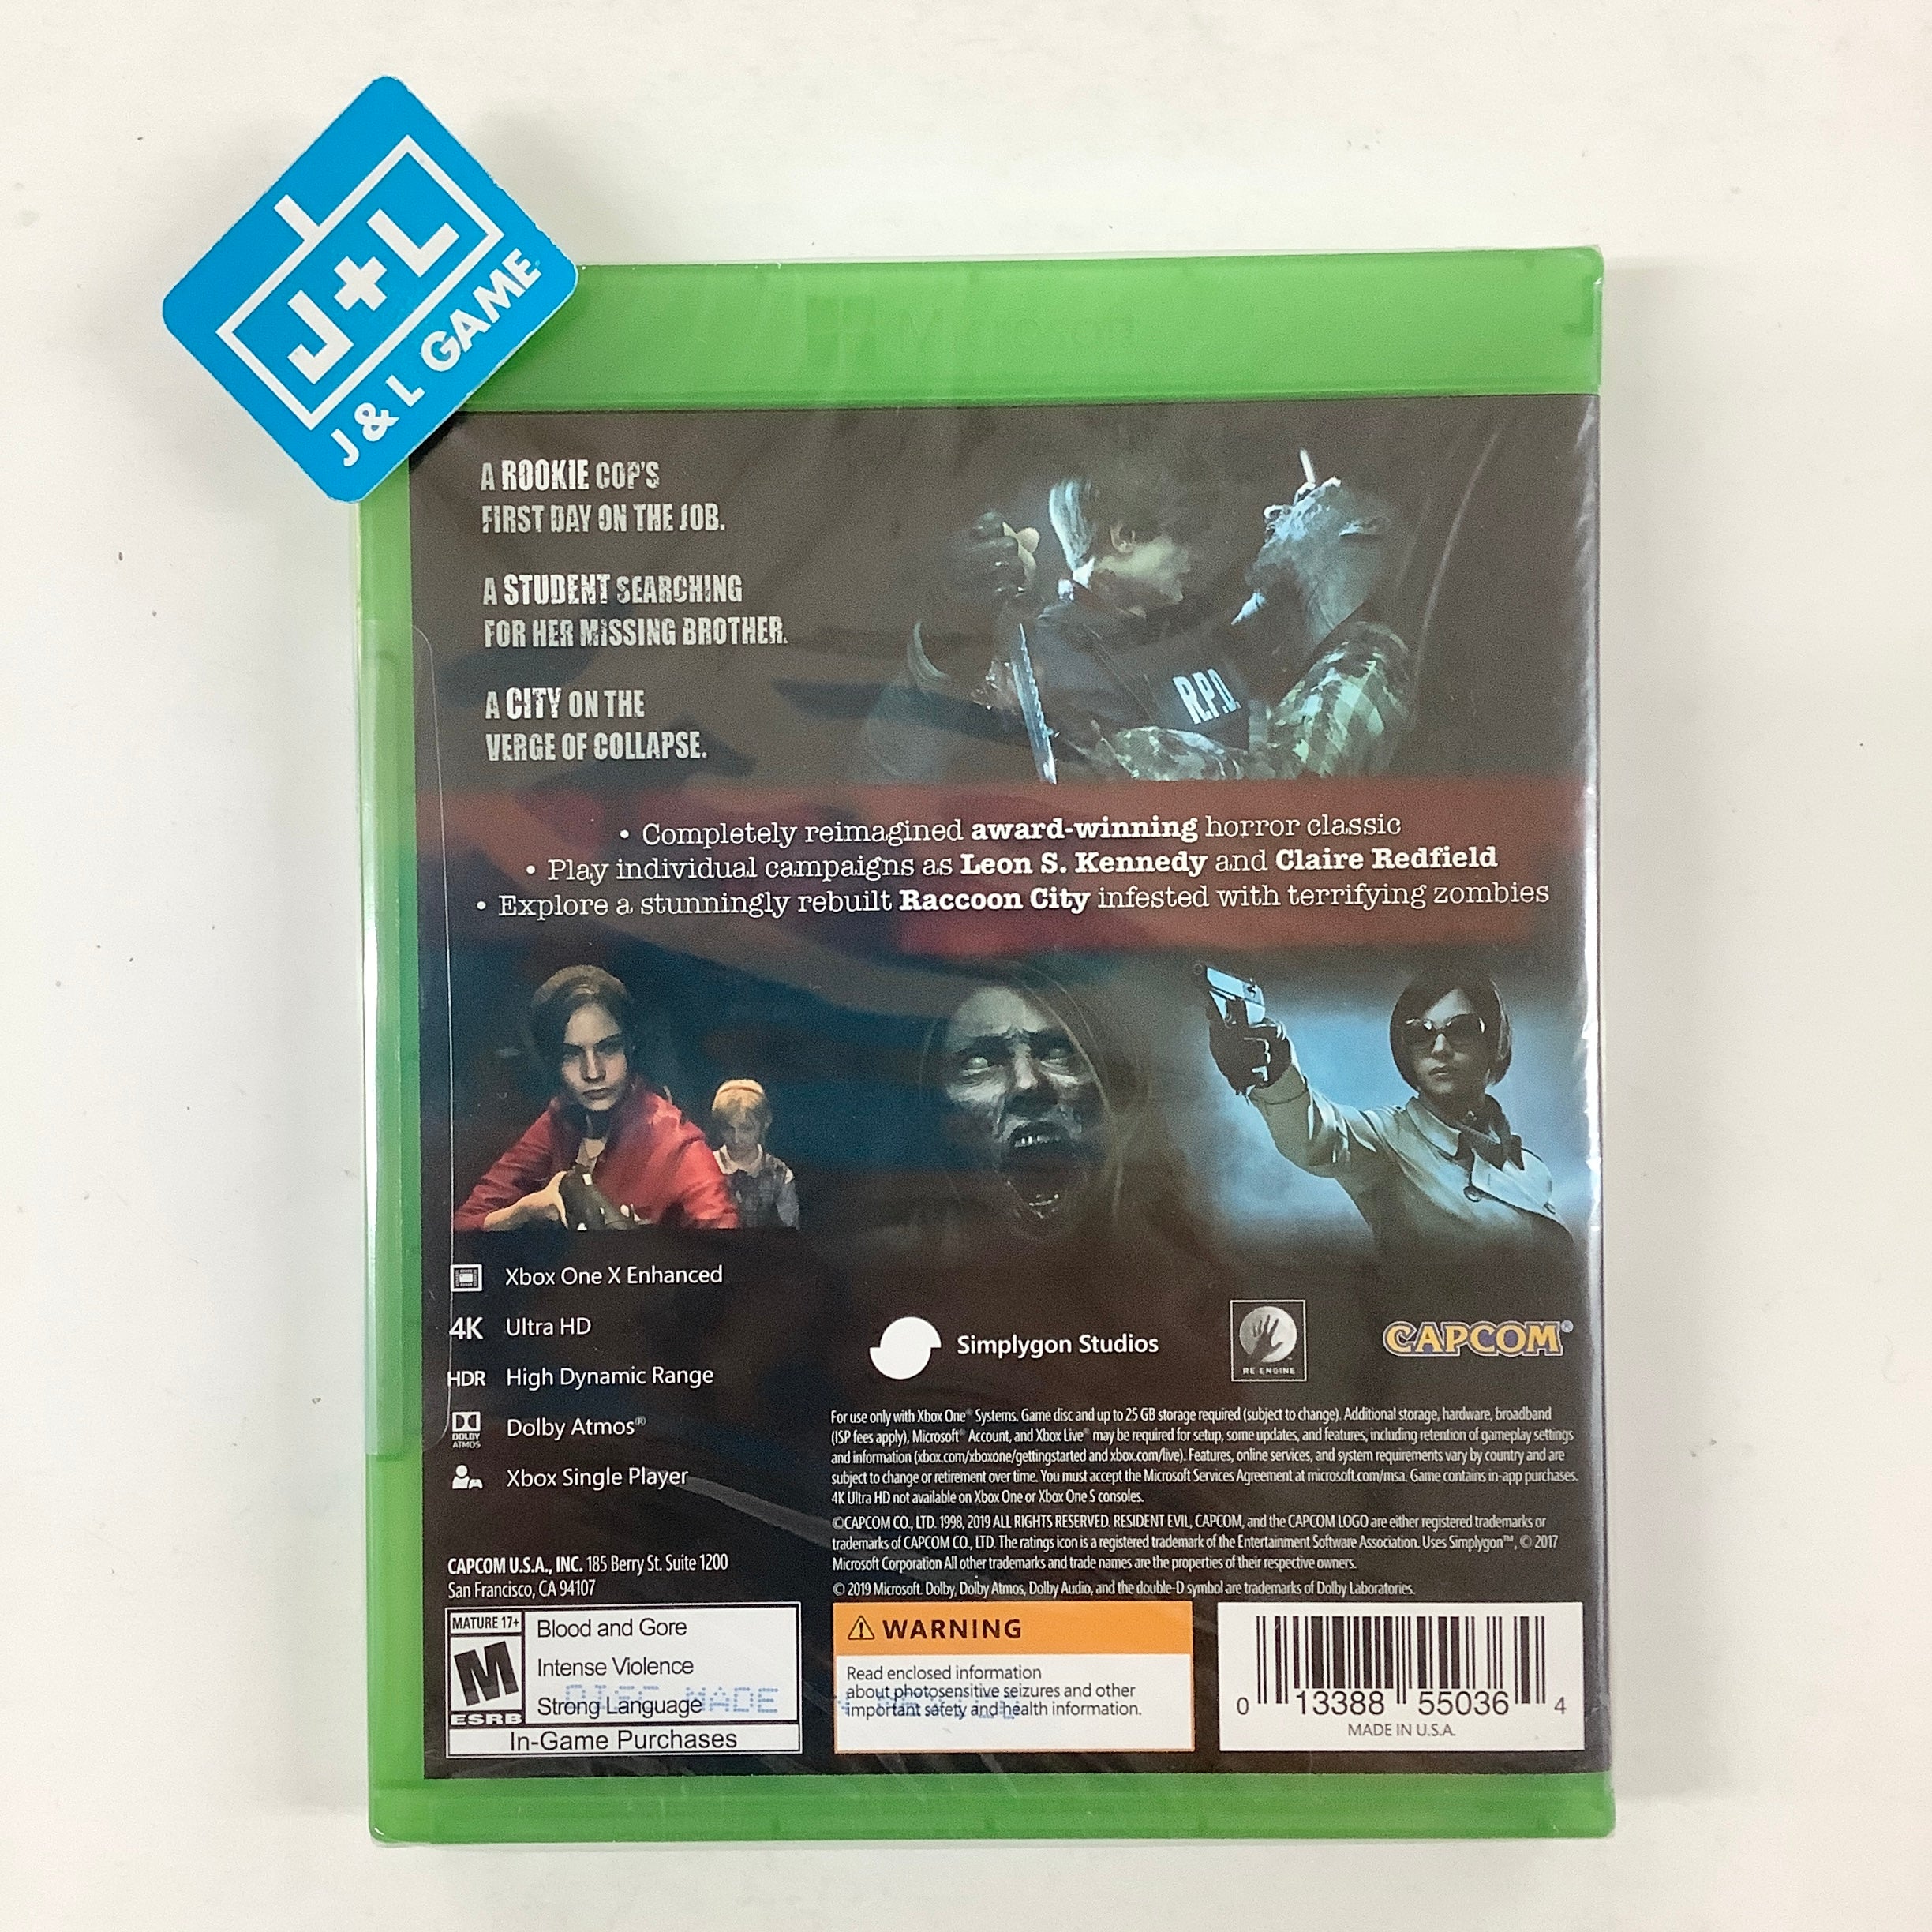 J+L
J & L GAME
A ROOKIE COP'S
FIRST DAY ON THE JOB.
A STUDENT SEARCHING
FOR HER MISSING BROTHER.
A CITY ON THE
VERGE OF COLLAPSE.
R.P.D.
• Completely reimagined award-winning horror classic
• Play individual campaigns as Leon S. Kennedy and Claire Redfield
• Explore a stunningly rebuilt Raccoon City infested with terrifying zombies
Xbox One X Enhanced
4K Ultra HD
HDR High Dynamic Range
DOLBY ATMOS Dolby Atmos®
Xbox Single Player
Simplygon Studios
RE ENGINE
CAPCOM®
For use only with Xbox One® Systems. Game disc and up to 25 GB storage required (subject to change). Additional storage, hardware, broadband
(ISP fees apply), Microsoft® Account, and Xbox Live® may be required for setup, some updates, and features, including retention of gameplay settings
and information (xbox.com/xboxone/gettingstarted and xbox.com/live). Features, online services, and system requirements vary by country and are
subject to change or retirement over time. You must accept the Microsoft Services Agreement at microsoft.com/msa. Game contains in-app purchases.
4K Ultra HD not available on Xbox One or Xbox One S consoles.
©CAPCOM CO., LTD. 1998, 2019 ALL RIGHTS RESERVED. RESIDENT EVIL, CAPCOM, and the CAPCOM LOGO are either registered trademarks or
trademarks of CAPCOM CO., LTD. The ratings icon is a registered trademark of the Entertainment Software Association. Uses Simplygon™, © 2017
Microsoft Corporation All other trademarks and trade names are the properties of their respective owners.
© 2019 Microsoft. Dolby, Dolby Atmos, Dolby Audio, and the double-D symbol are trademarks of Dolby Laboratories.
CAPCOM U.S.A., INC. 185 Berry St. Suite 1200
San Francisco, CA 94107
MATURE 17+
M
ESRB
Blood and Gore
Intense Violence
Strong Language
In-Game Purchases
DISC MADE
WARNING
Read enclosed information
about photosensitive seizures and other
important safety and health information.
0 13388 55036 4
MADE IN U.S.A.